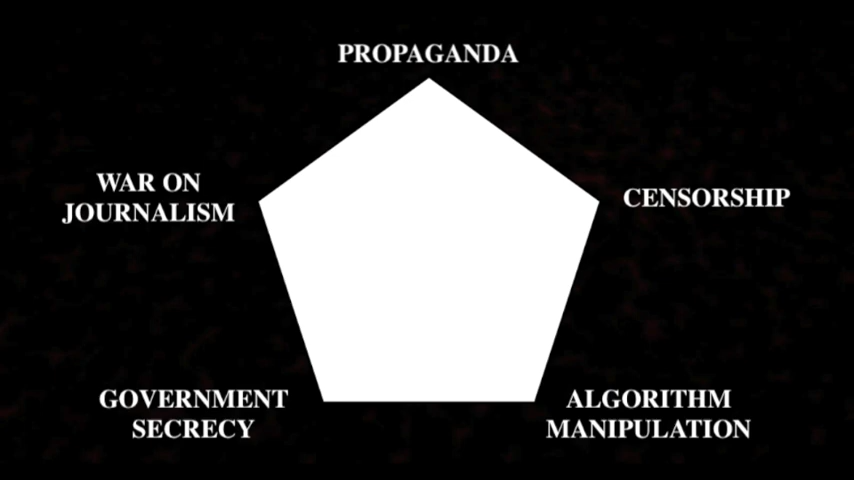 PROPAGANDA
WAR ON
JOURNALISM
CENSORSHIP
GOVERNMENT
SECRECY
ALGORITHM
MANIPULATION